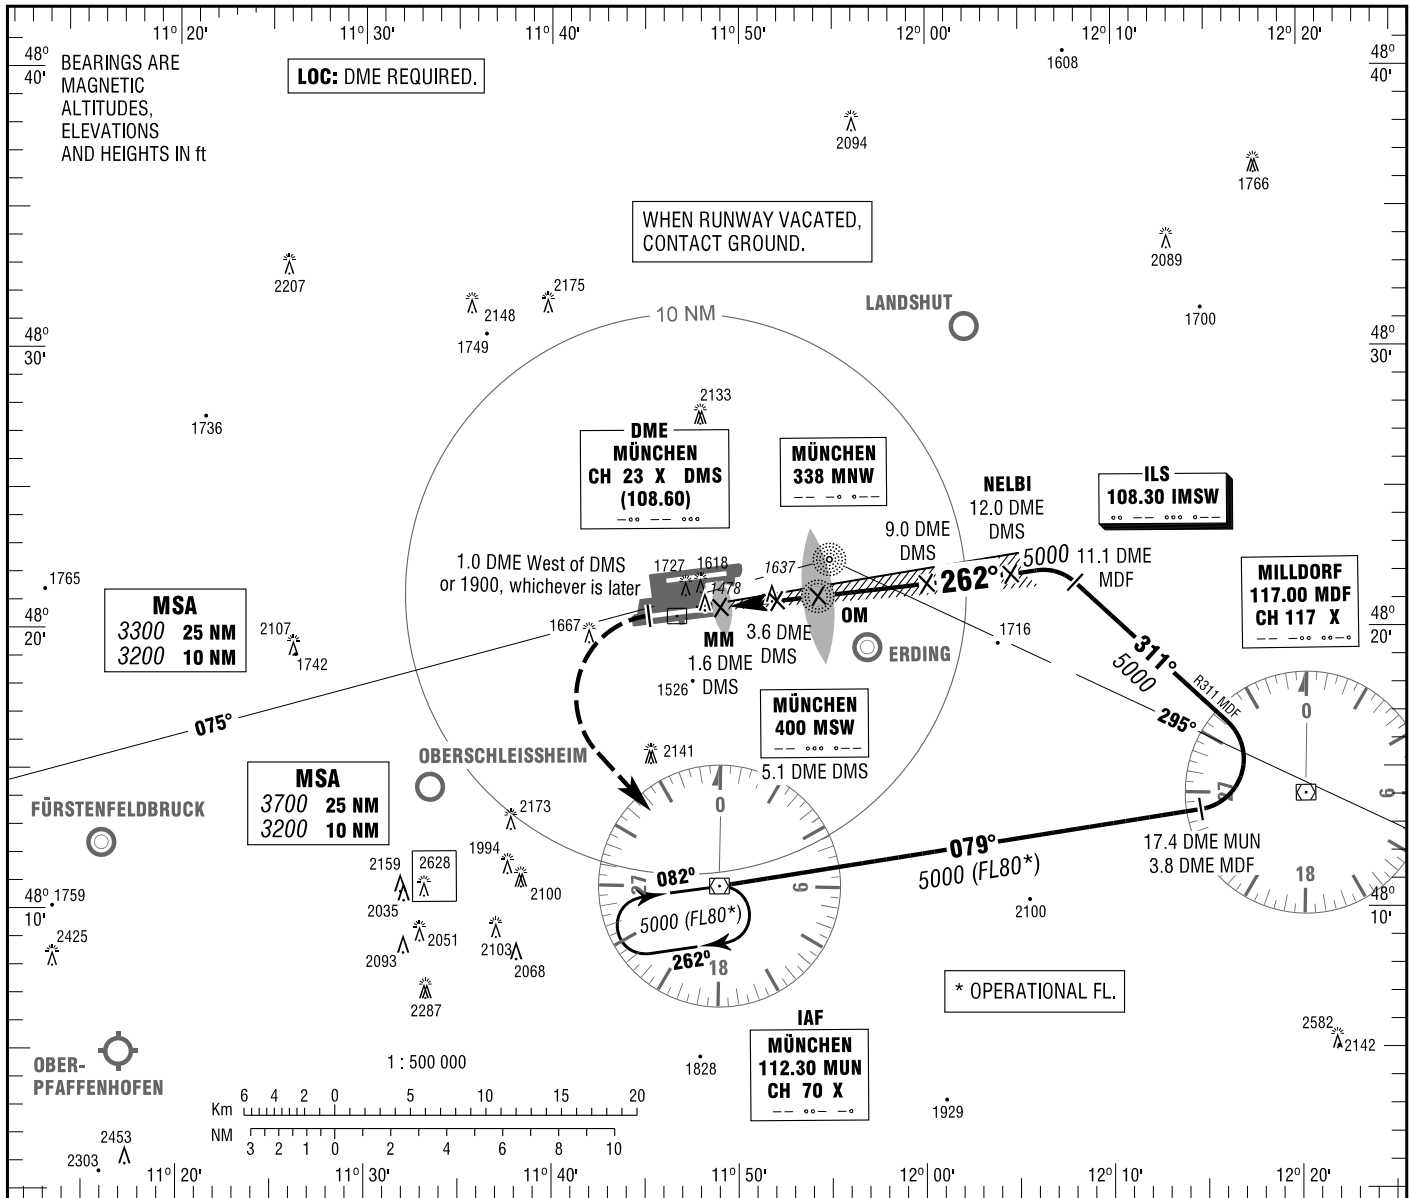 11° 20'
11° 30'
11° 40'
11° 50'
12° 00'
12° 10'
12° 20'
48°
40'
BEARINGS ARE
MAGNETIC
ALTITUDES,
ELEVATIONS
AND HEIGHTS IN ft
LOC: DME REQUIRED.
1608
48°
40'
2094
1766
WHEN RUNWAY VACATED,
CONTACT GROUND.
2089
2207
2175
2148
1749
LANDSHUT
1700
10 NM
48°
30'
48°
30'
2133
1736
DME
MÜNCHEN
CH 23 X DMS
(108.60)
MÜNCHEN
338 MNW
NELBI
12.0 DME
DMS
ILS
108.30 IMSW
9.0 DME
DMS
5000
11.1 DME
MDF
262°
1.0 DME West of DMS
or 1900, whichever is later
1727
1618
1637
1478
1765
MILLDORF
117.00 MDF
CH 117 X
MSA
3300 25 NM
3200 10 NM
48°
20'
48°
20'
2107
1742
1667
MM
1.6 DME
DMS
3.6 DME
DMS
OM
ERDING
1716
1526
311°
5000
R311 MDF
295°
075°
MÜNCHEN
400 MSW
5.1 DME DMS
OBERSCHLEISSHEIM
2141
MSA
3700 25 NM
3200 10 NM
FÜRSTENFELDBRUCK
0
27
9
18
0
27
9
18
2173
1994
2100
2159
2628
2035
17.4 DME MUN
3.8 DME MDF
079°
5000 (FL80*)
082°
5000 (FL80*)
262°
48°
10'
48°
10'
1759
2425
2051
2093
2103
2068
2100
2287
* OPERATIONAL FL.
IAF
MÜNCHEN
112.30 MUN
CH 70 X
2582
2142
OBER-
PFAFFENHOFEN
1 : 500 000
1828
1929
Km
6 4 2 0 5 10 15 20
NM
3 2 1 0 2 4 6 8 10
2453
2303
11° 20'
11° 30'
11° 40'
11° 50'
12° 00'
12° 10'
12° 20'